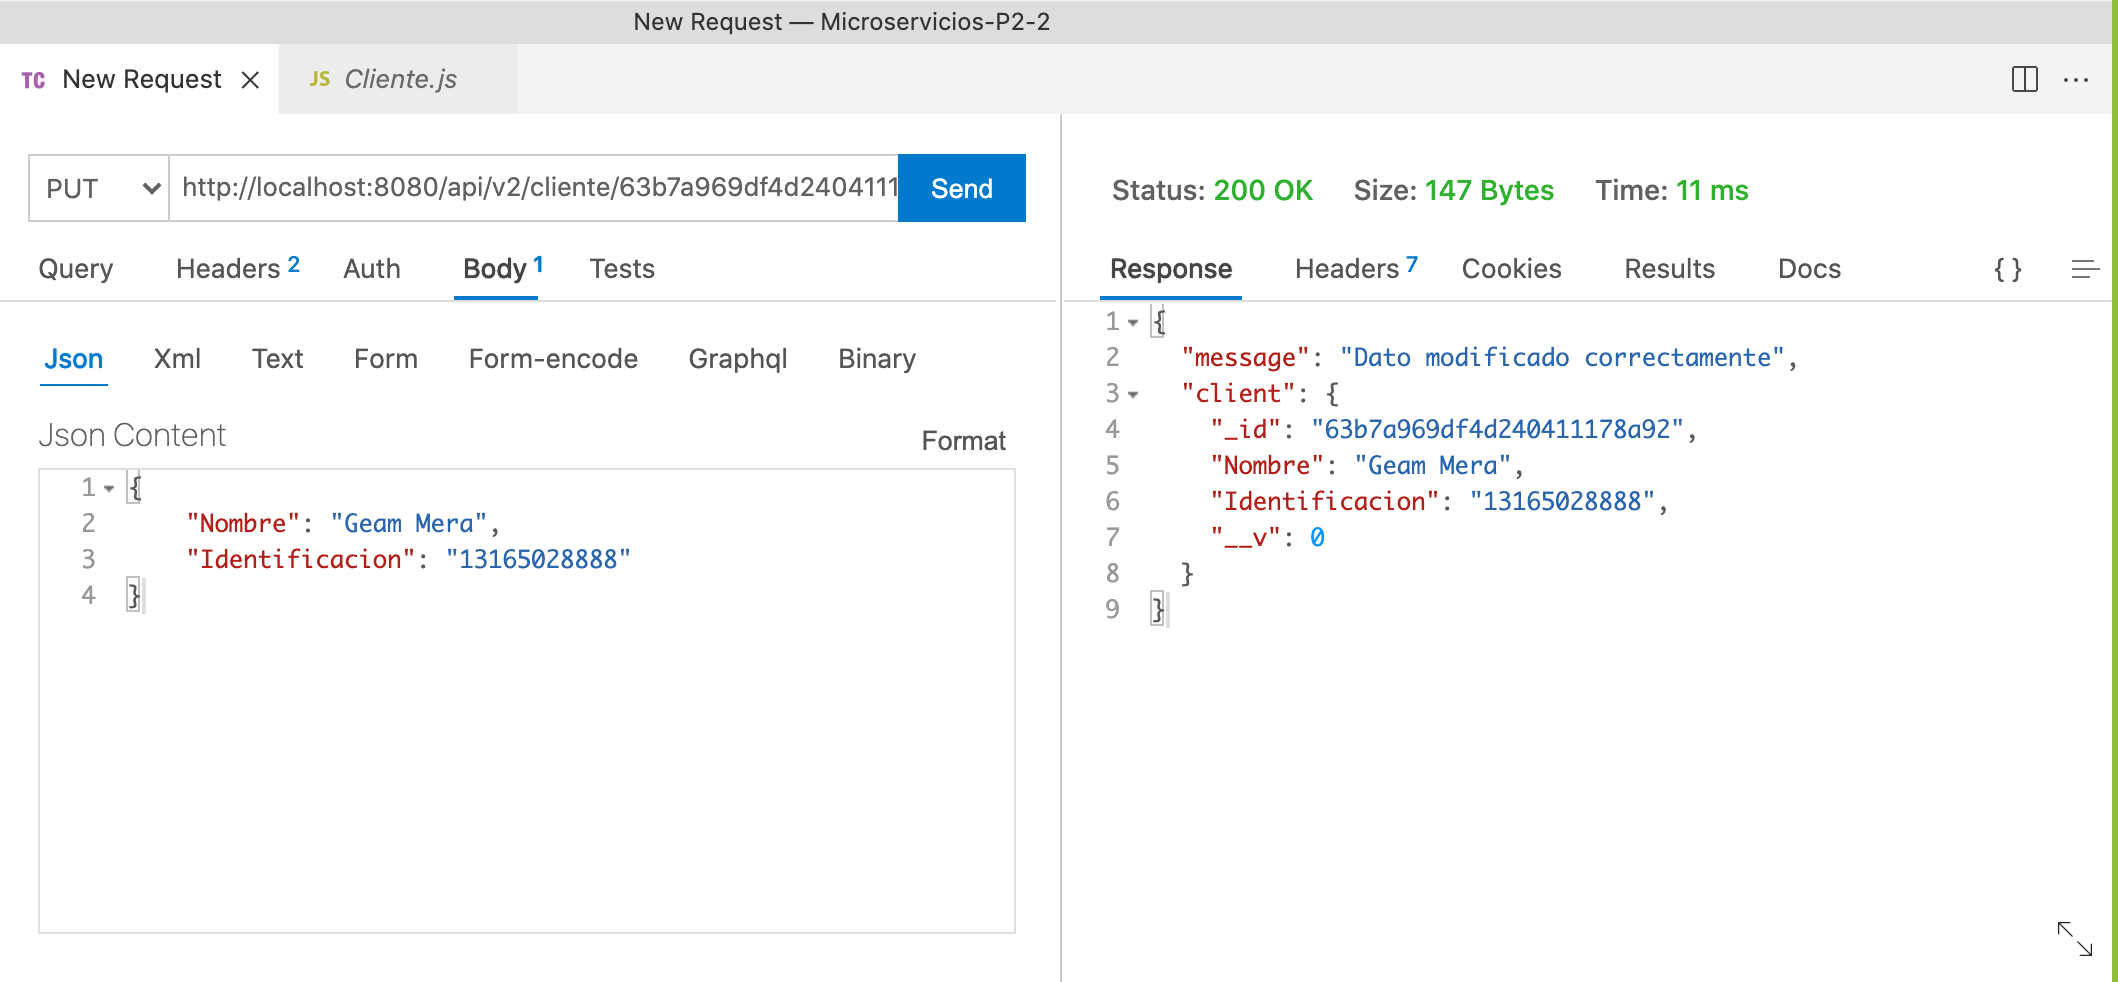 New Request — Microservicios-P2-2
TC New Request × JS Cliente.js ...
PUT http://localhost:8080/api/v2/cliente/63b7a969df4d2404111 Send
Query Headers 2 Auth Body 1 Tests
Json Xml Text Form Form-encode Graphql Binary
Json Content Format
1 {
2 "Nombre": "Geam Mera",
3 "Identificacion": "13165028888"
4 }
Status: 200 OK Size: 147 Bytes Time: 11 ms
Response Headers 7 Cookies Results Docs { }
1 {
2 "message": "Dato modificado correctamente",
3 "client": {
4 "_id": "63b7a969df4d240411178a92",
5 "Nombre": "Geam Mera",
6 "Identificacion": "13165028888",
7 "__v": 0
8 }
9 }